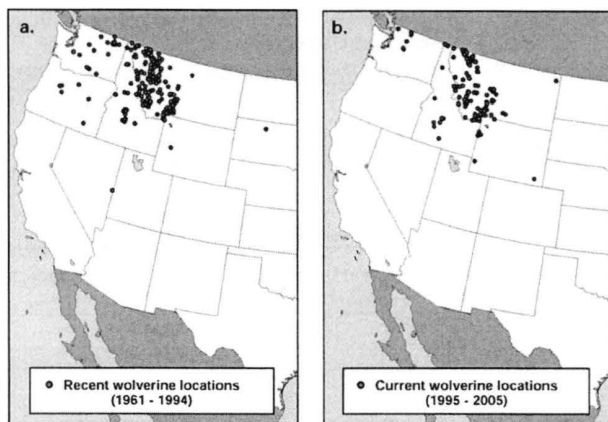 a.
Recent wolverine locations
(1961 - 1994)
b.
Current wolverine locations
(1995 - 2005)